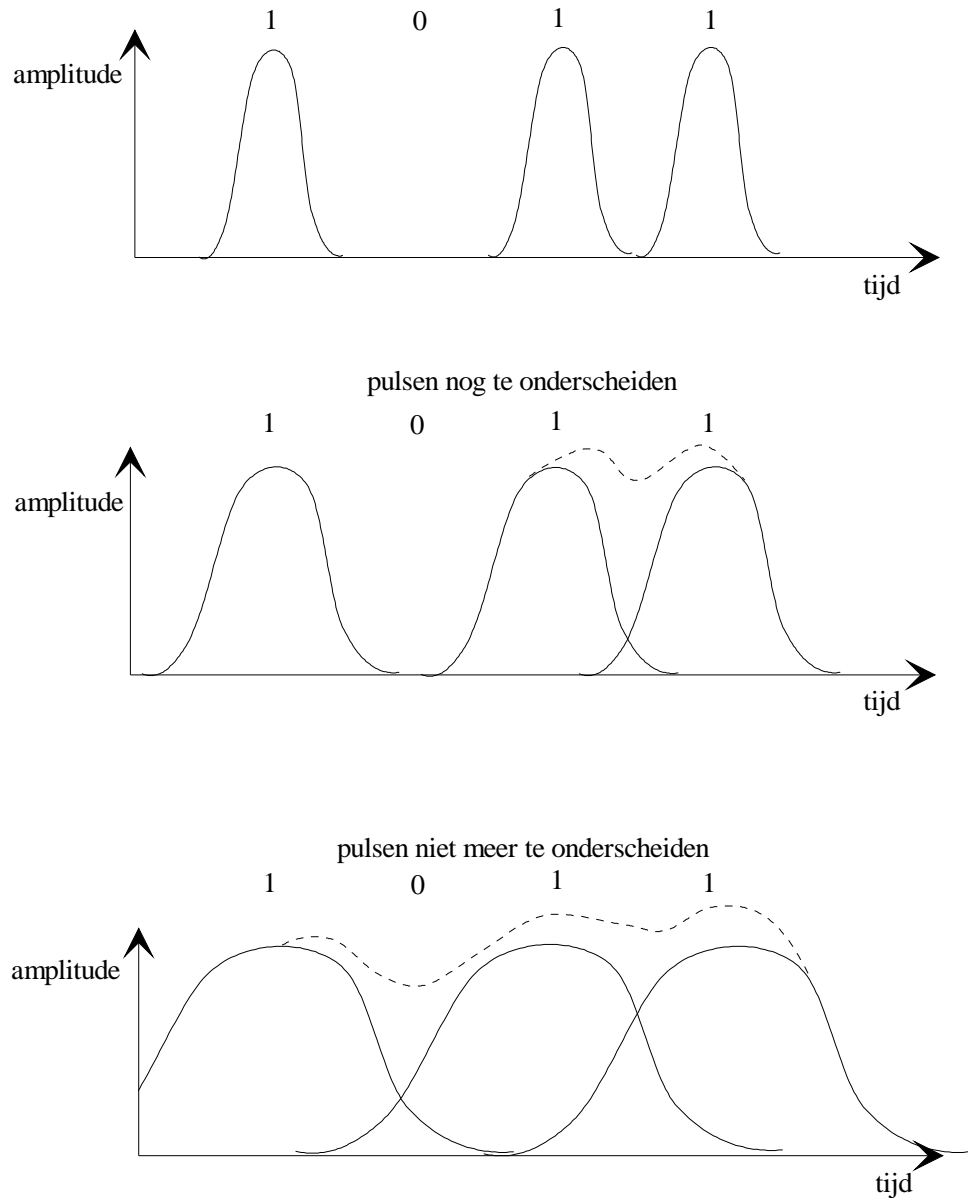 1 0 1 1
amplitude
tijd
pulsen nog te onderscheiden
1 0 1 1
amplitude
tijd
pulsen niet meer te onderscheiden
1 0 1 1
amplitude
tijd